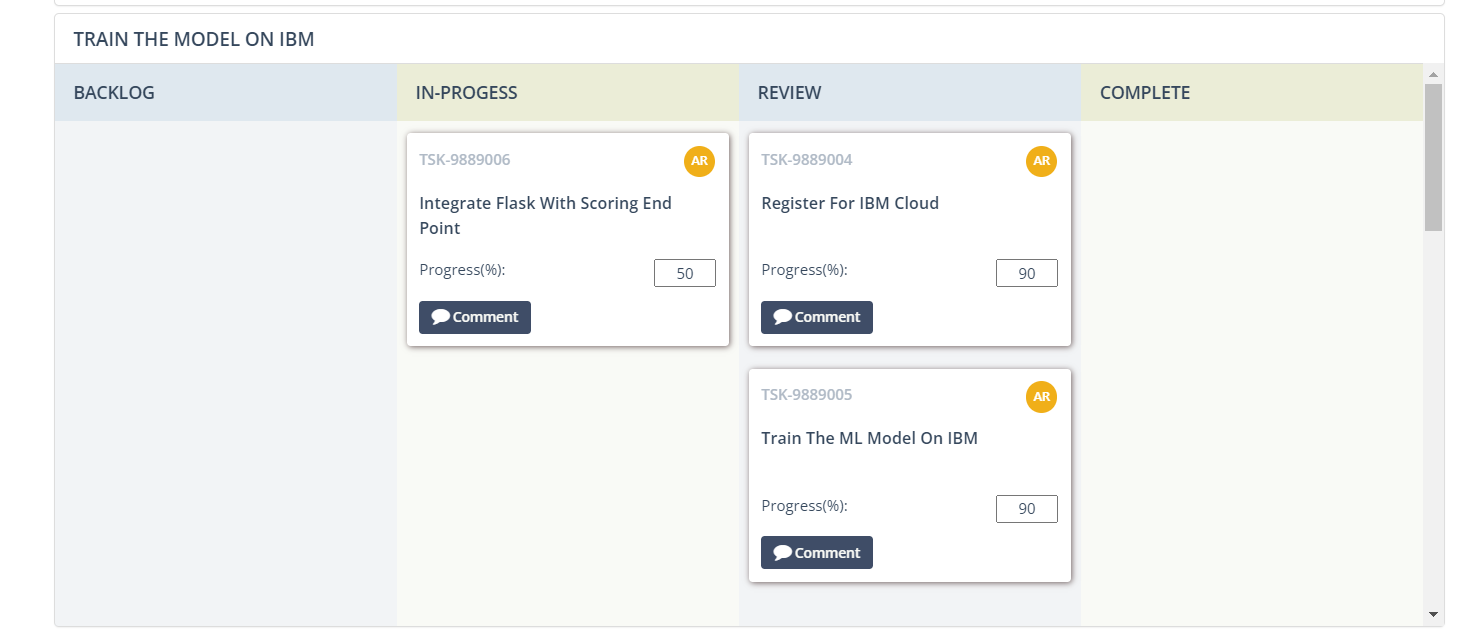 TRAIN THE MODEL ON IBM
BACKLOG
IN-PROGESS
REVIEW
COMPLETE
TSK-9889006
AR
Integrate Flask With Scoring End
Point
Progress(%):
50
Comment
TSK-9889004
AR
Register For IBM Cloud
Progress(%):
90
Comment
TSK-9889005
AR
Train The ML Model On IBM
Progress(%):
90
Comment